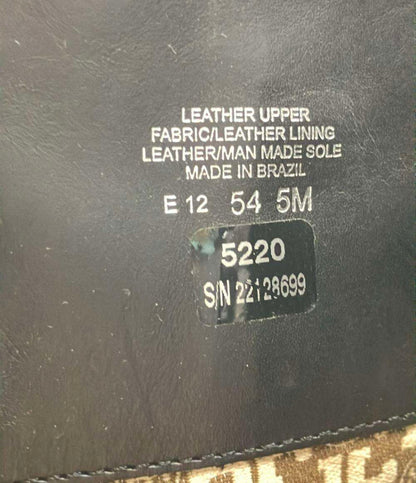 LEATHER UPPER
FABRIC/LEATHER LINING
LEATHER/MAN MADE SOLE
MADE IN BRAZIL
E 12 54 5M
5220
S/N 22128699